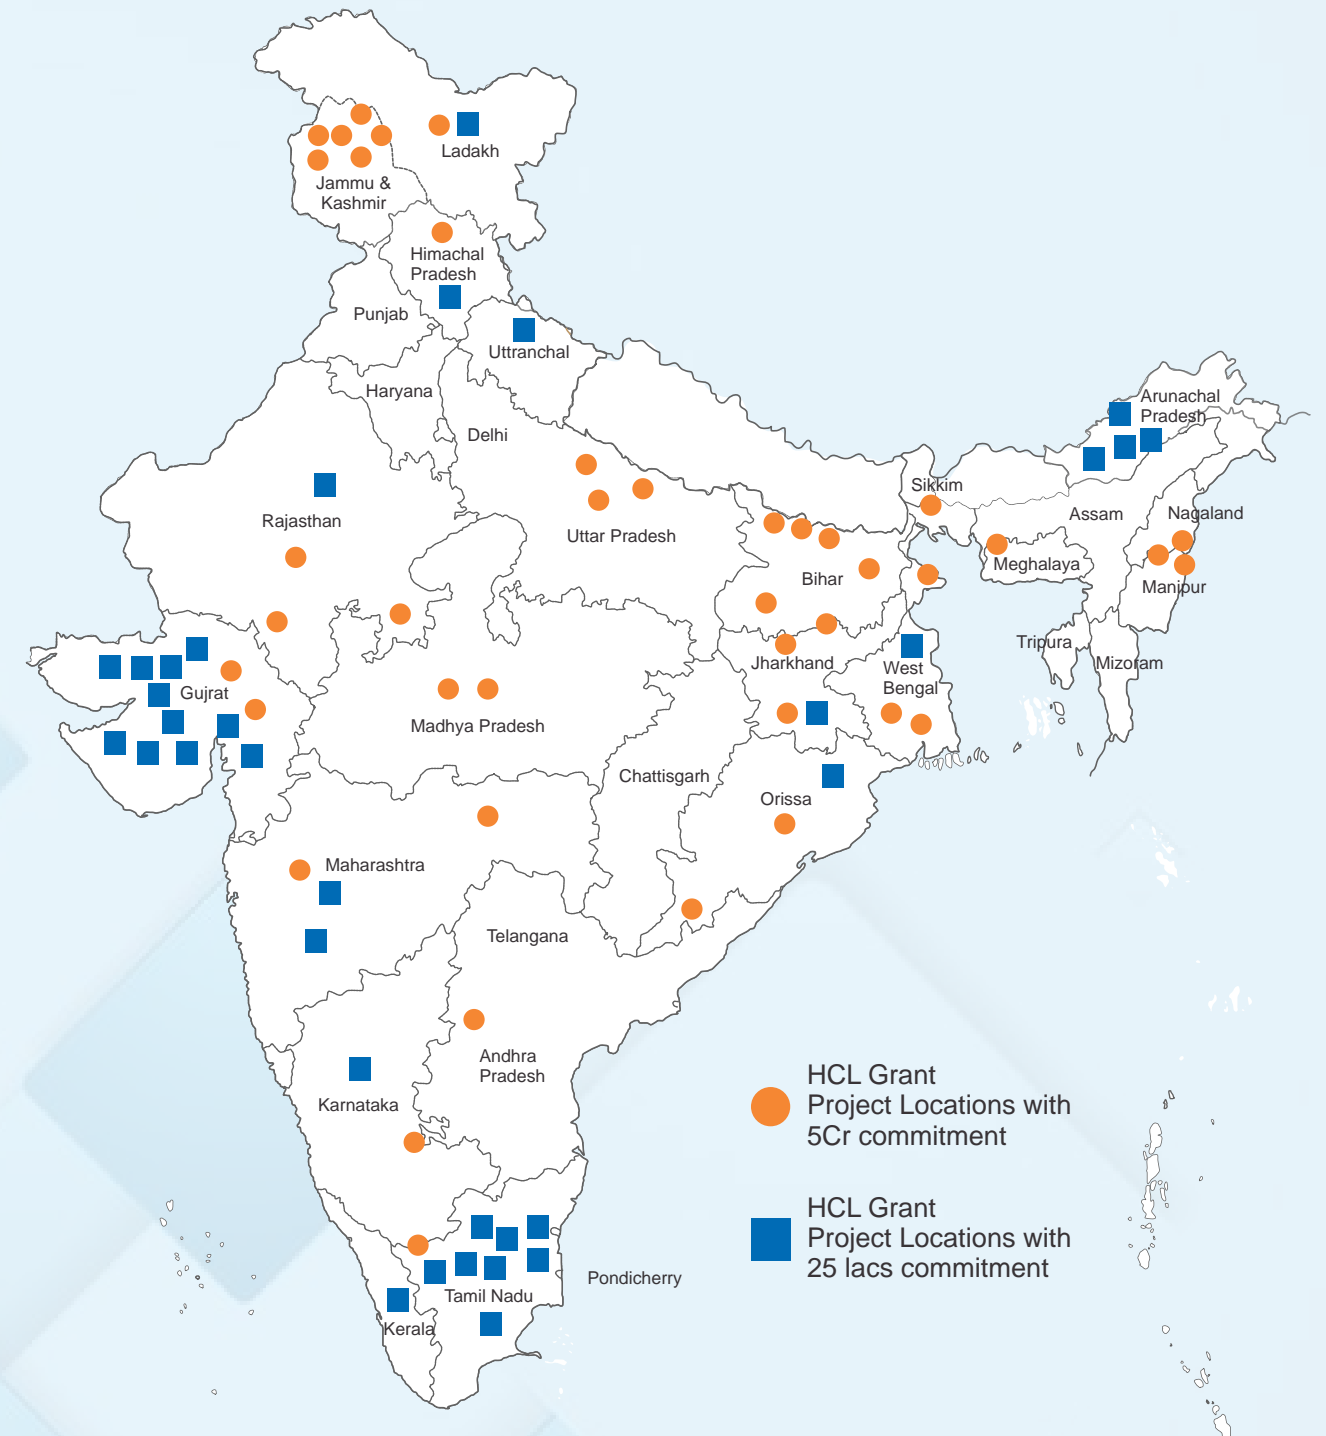 Ladakh
Jammu &
Kashmir
Himachal
Pradesh
Punjab
Uttranchal
Haryana
Delhi
Arunachal
Pradesh
Sikkim
Rajasthan
Assam
Nagaland
Uttar Pradesh
Meghalaya
Bihar
Manipur
Tripura
Mizoram
Jharkhand
West
Bengal
Gujrat
Madhya Pradesh
Chattisgarh
Orissa
Maharashtra
Telangana
Andhra
Pradesh
Karnataka
HCL Grant
Project Locations with
5Cr commitment
HCL Grant
Project Locations with
25 lacs commitment
Pondicherry
Tamil Nadu
Kerala